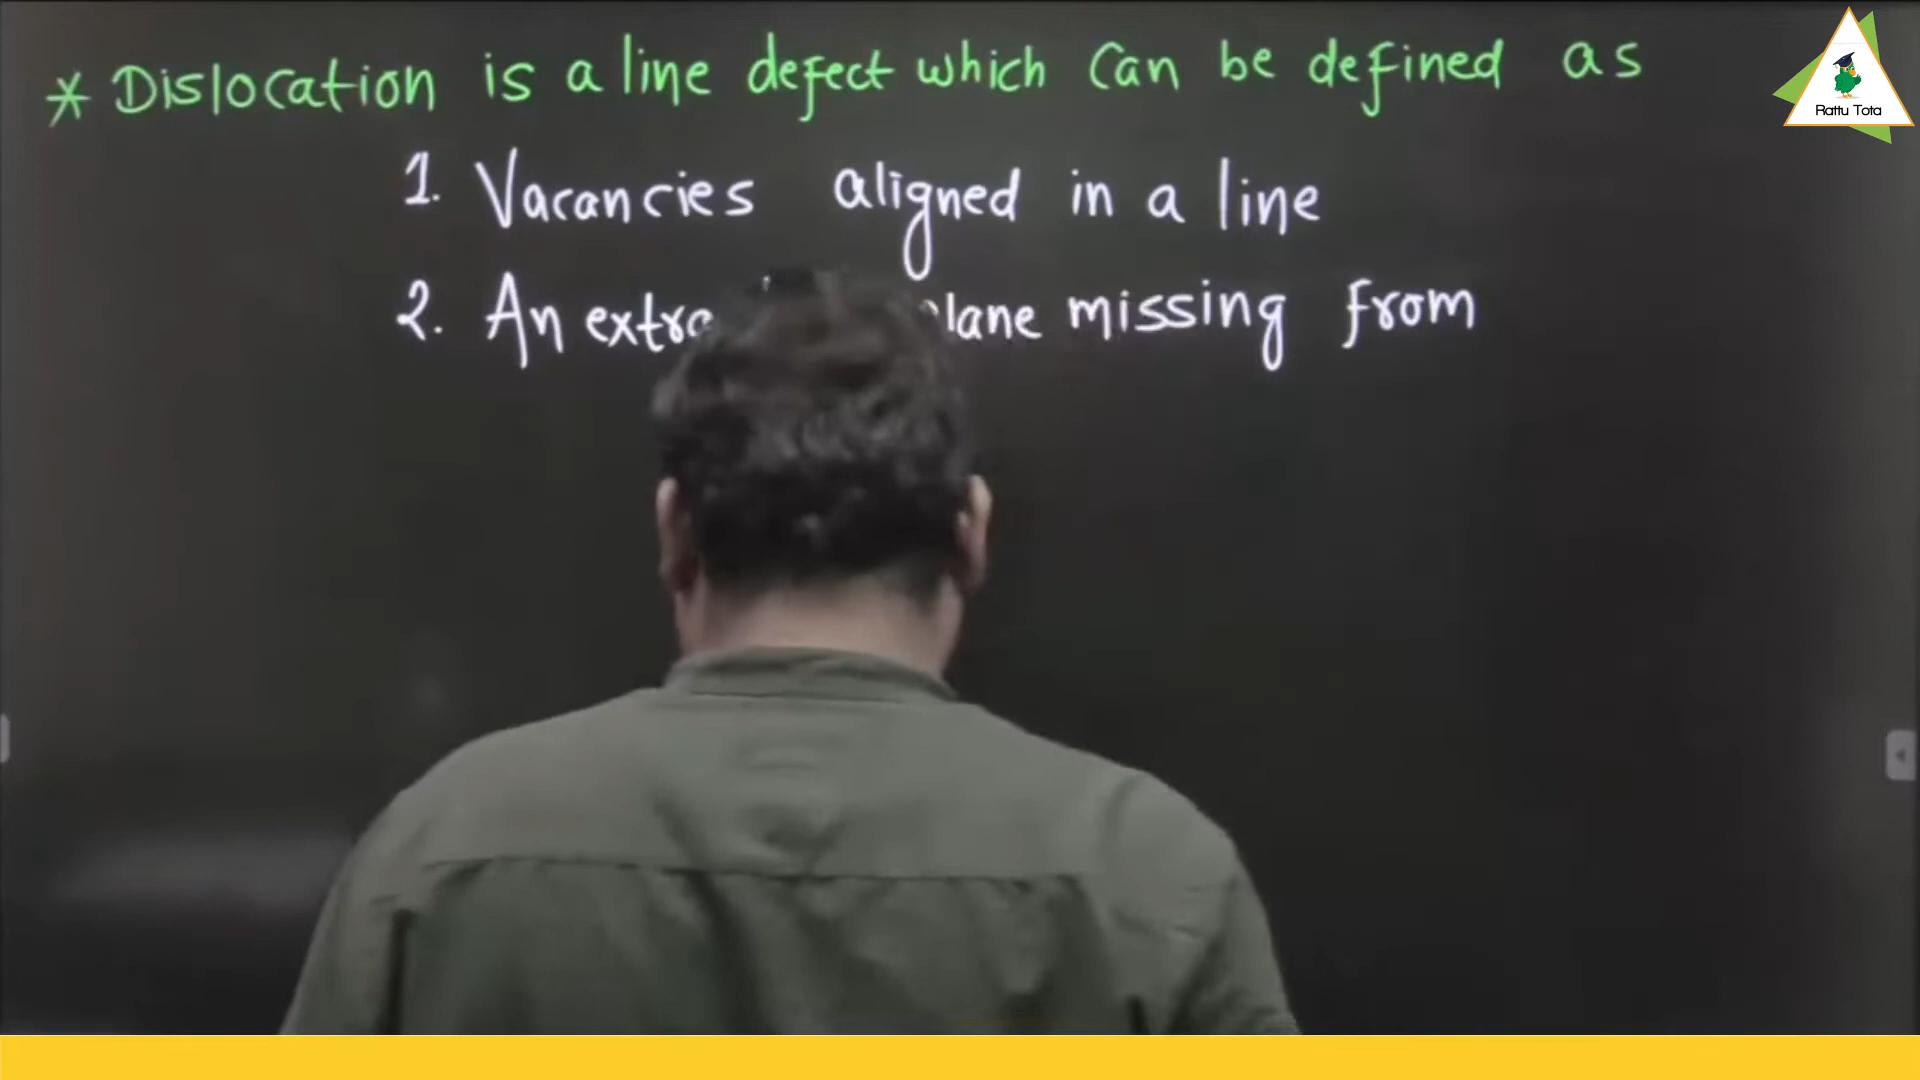 * Dislocation is a line defect which can be defined as
1. Vacancies aligned in a line
2. An extra missing from
Rattu Tota